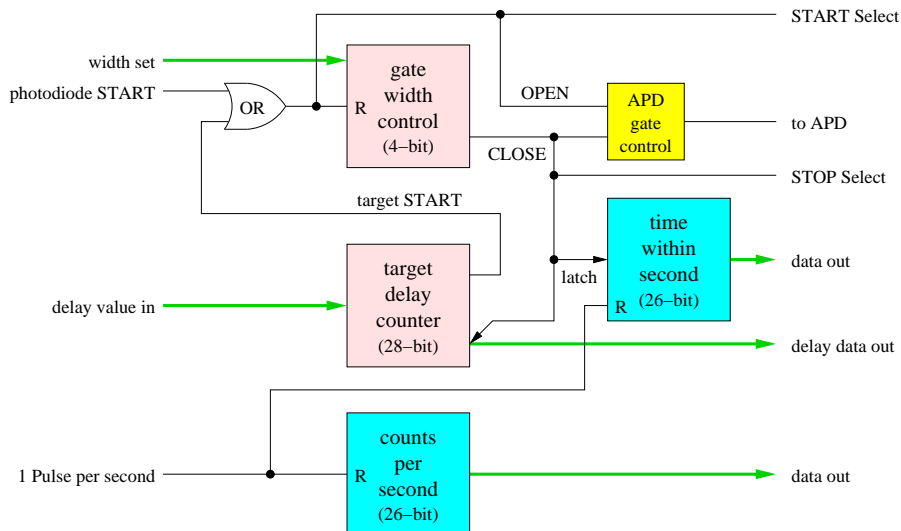 START Select
width set
gate
width
control
(4−bit)
R
photodiode START
OR
OPEN
APD
gate
control
to APD
CLOSE
STOP Select
target START
time
within
second
(26−bit)
R
latch
data out
target
delay
counter
(28−bit)
delay value in
delay data out
counts
per
second
(26−bit)
R
1 Pulse per second
data out